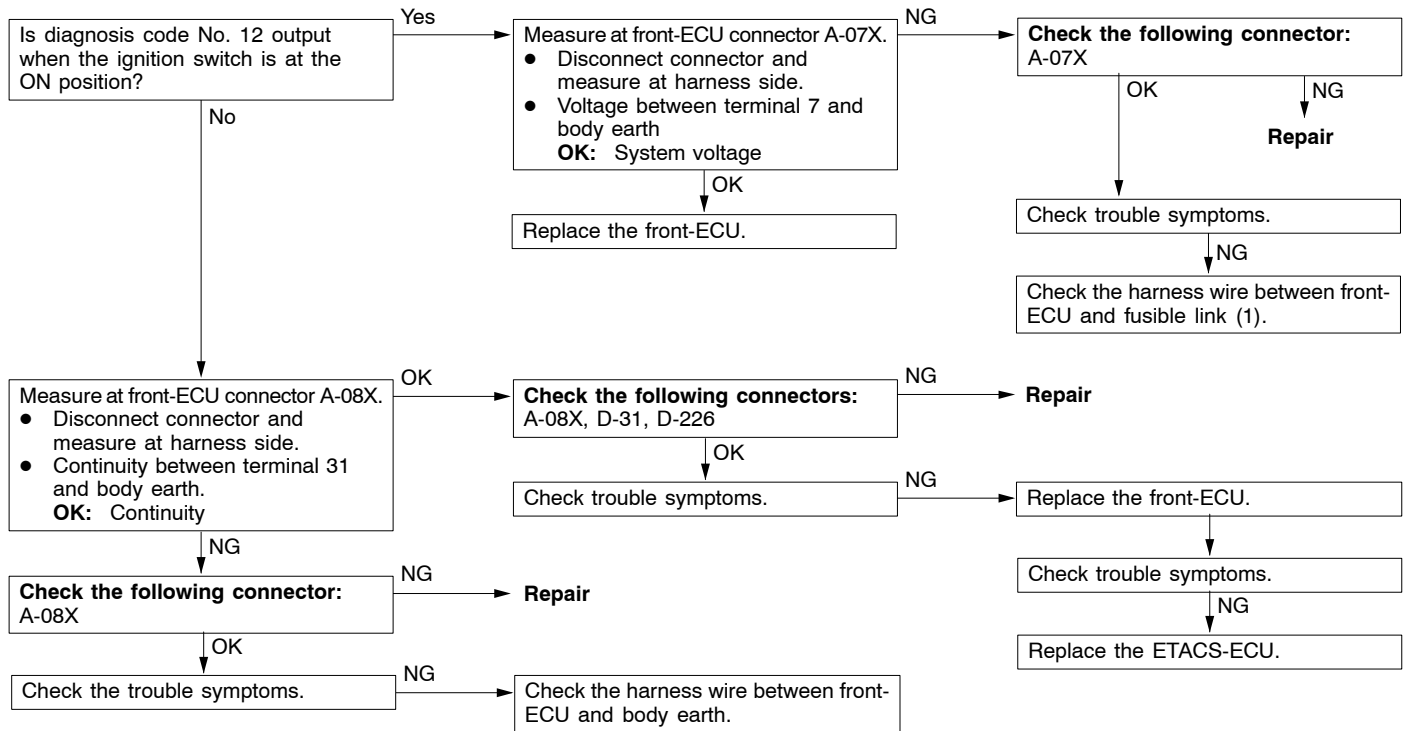 Is diagnosis code No. 12 output
when the ignition switch is at the
ON position?
Yes
Measure at front-ECU connector A-07X.
● Disconnect connector and
measure at harness side.
● Voltage between terminal 7 and
body earth
OK: System voltage
NG
Check the following connector:
A-07X
OK
NG
Repair
No
OK
Replace the front-ECU.
Check trouble symptoms.
NG
Check the harness wire between front-
ECU and fusible link (1).
Measure at front-ECU connector A-08X.
● Disconnect connector and
measure at harness side.
● Continuity between terminal 31
and body earth.
OK: Continuity
OK
Check the following connectors:
A-08X, D-31, D-226
NG
Repair
OK
Check trouble symptoms.
NG
Replace the front-ECU.
Check trouble symptoms.
NG
Replace the ETACS-ECU.
NG
Check the following connector:
A-08X
NG
Repair
OK
Check the trouble symptoms.
NG
Check the harness wire between front-
ECU and body earth.